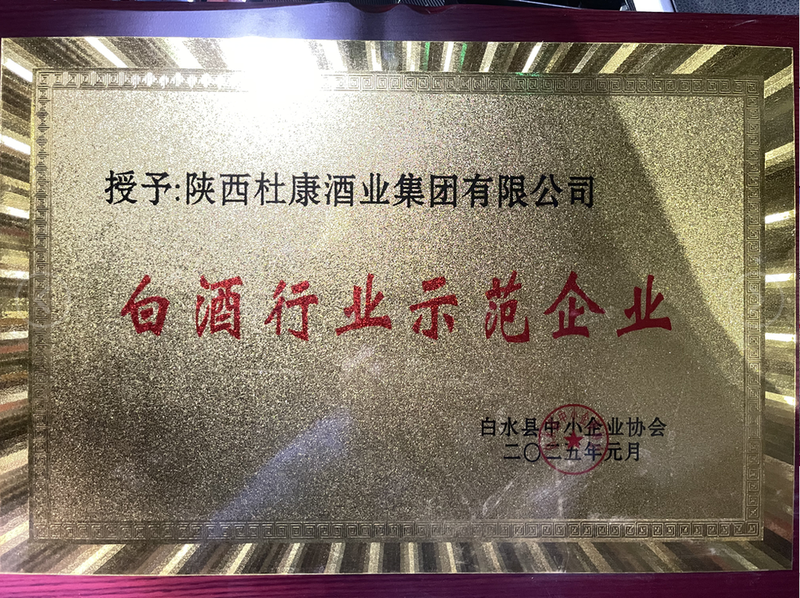 授予:陕西杜康酒业集团有限公司
白酒行业示范企业
白水县中小企业协会
二〇二五年元月